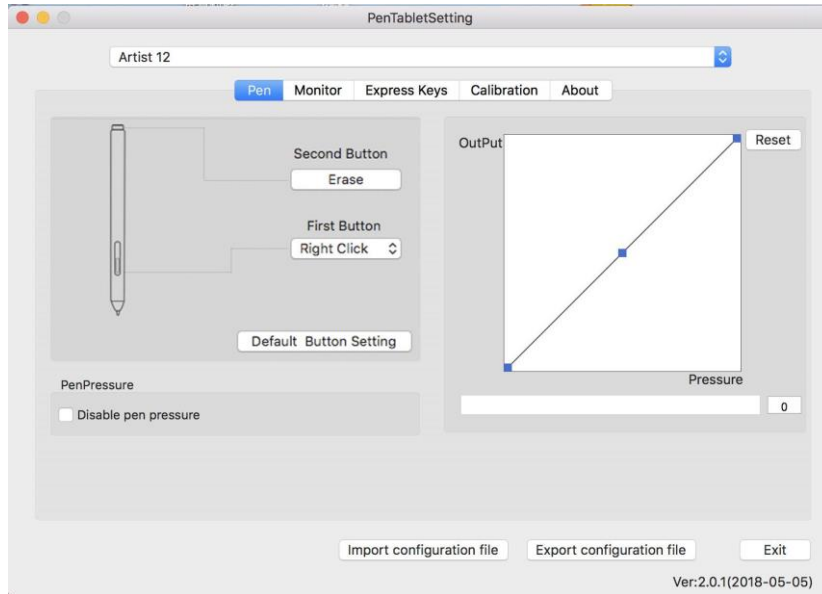 PenTabletSetting
Artist 12
Pen Monitor Express Keys Calibration About
Second Button
Erase
First Button
Right Click
Default Button Setting
OutPut
Reset
Pressure
0
PenPressure
Disable pen pressure
Import configuration file Export configuration file Exit
Ver:2.0.1(2018-05-05)